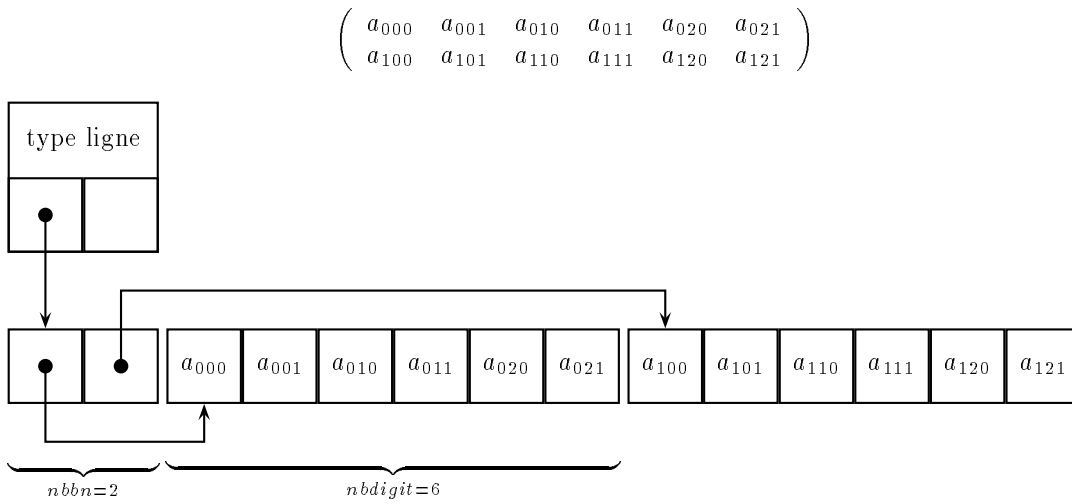 a000 a001 a010 a011 a020 a021
a100 a101 a110 a111 a120 a121
type ligne
a000 a001 a010 a011 a020 a021 a100 a101 a110 a111 a120 a121
nbbn=2 nbdigit=6